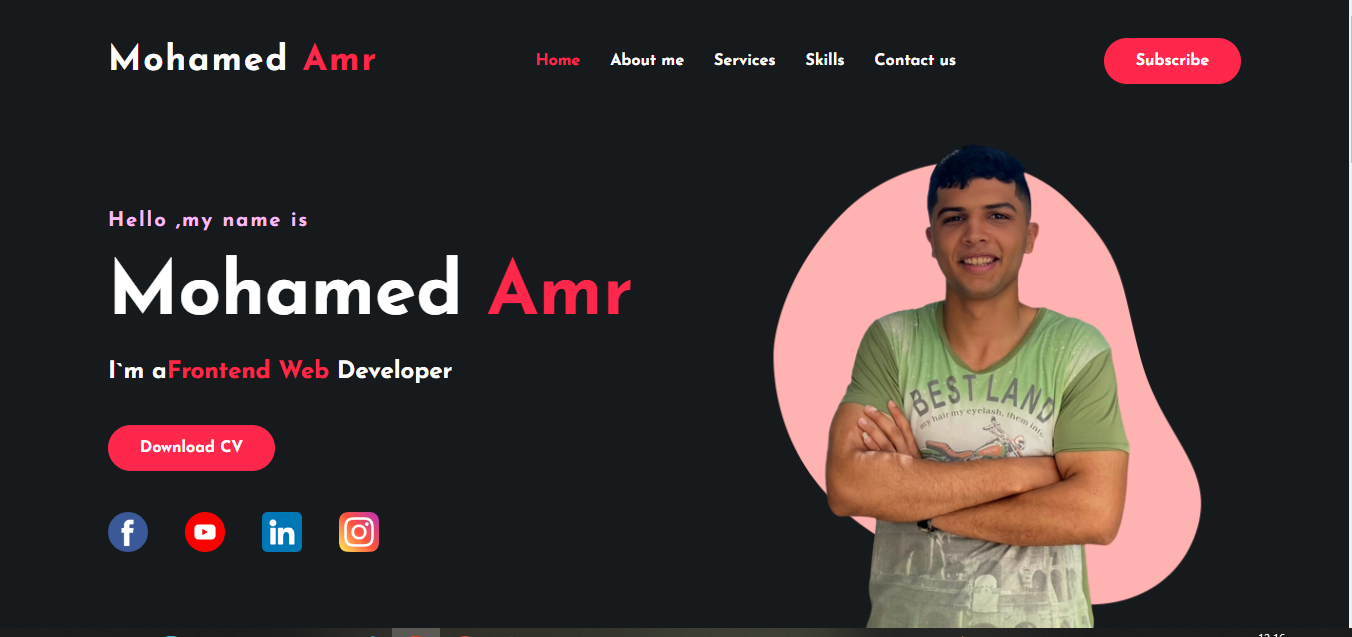 Mohamed Amr
Home About me Services Skills Contact us
Subscribe
Hello ,my name is
Mohamed Amr
I`m aFrontend Web Developer
Download CV
f
in
BEST LAND
my hair my eyelash, them into